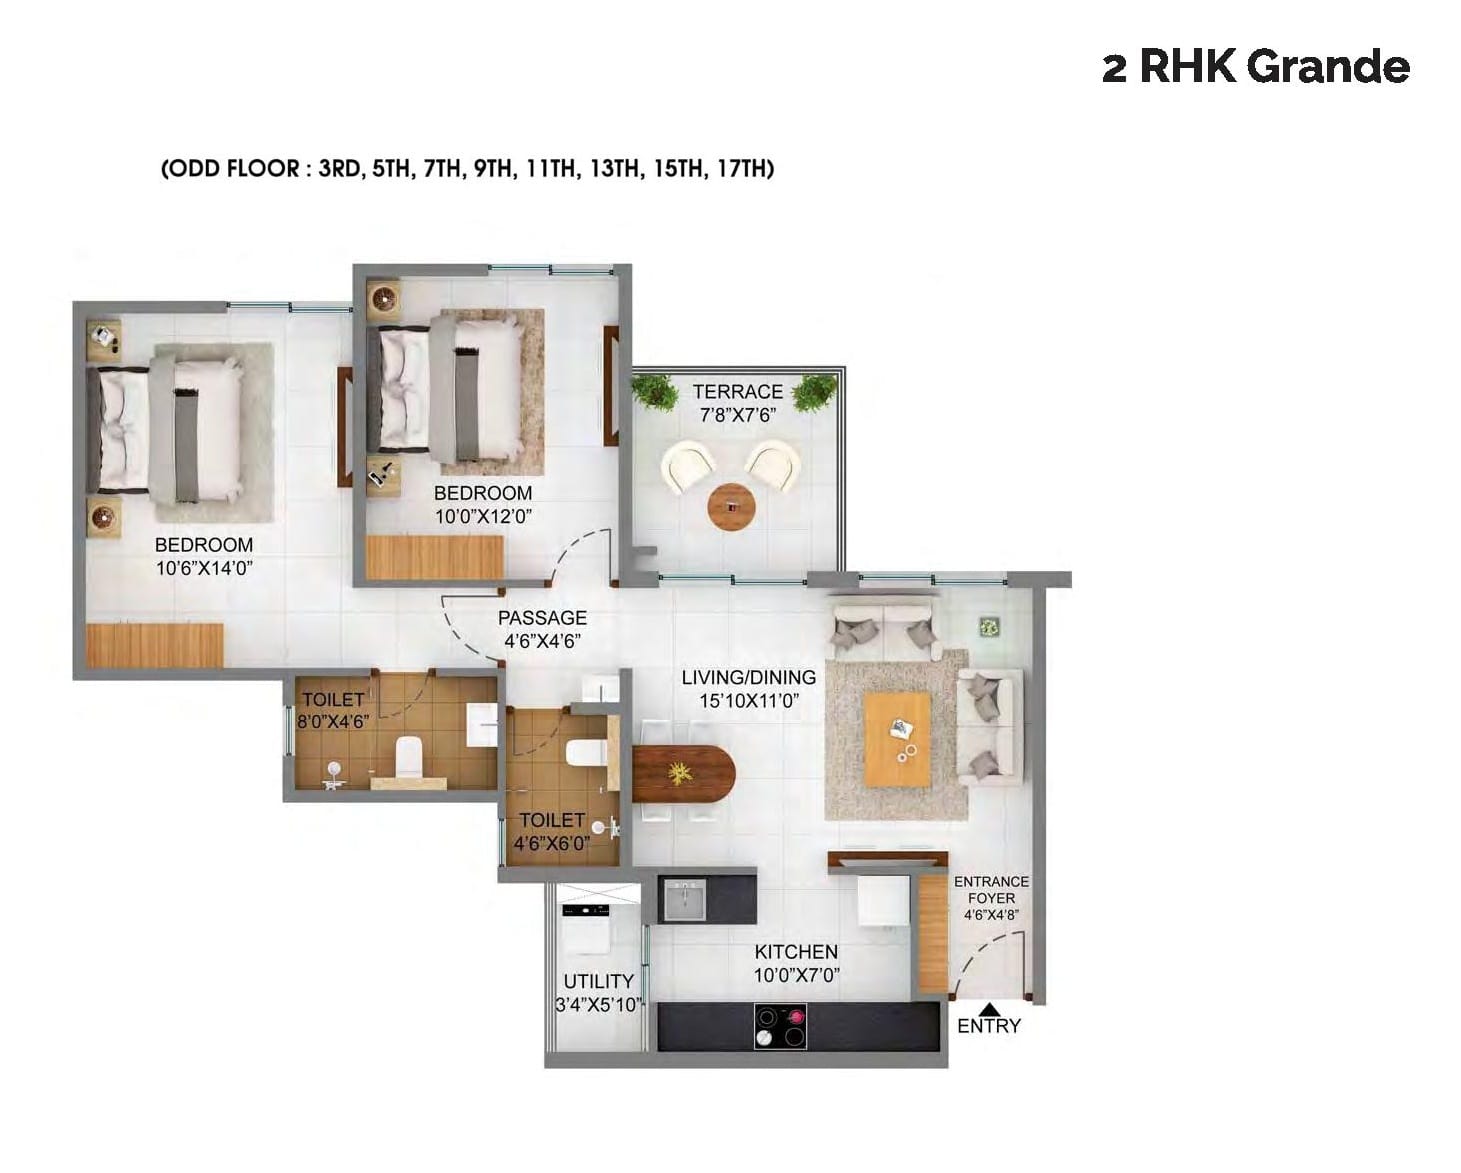 2 RHK Grande
(ODD FLOOR : 3RD, 5TH, 7TH, 9TH, 11TH, 13TH, 15TH, 17TH)
TERRACE
7'8"X7'6"
BEDROOM
10'0"X12'0"
BEDROOM
10'6"X14'0"
PASSAGE
4'6"X4'6"
LIVING/DINING
15'10X11'0"
TOILET
8'0"X4'6"
TOILET
4'6"X6'0"
ENTRANCE
FOYER
4'6"X4'8"
KITCHEN
10'0"X7'0"
UTILITY
3'4"X5'10"
ENTRY